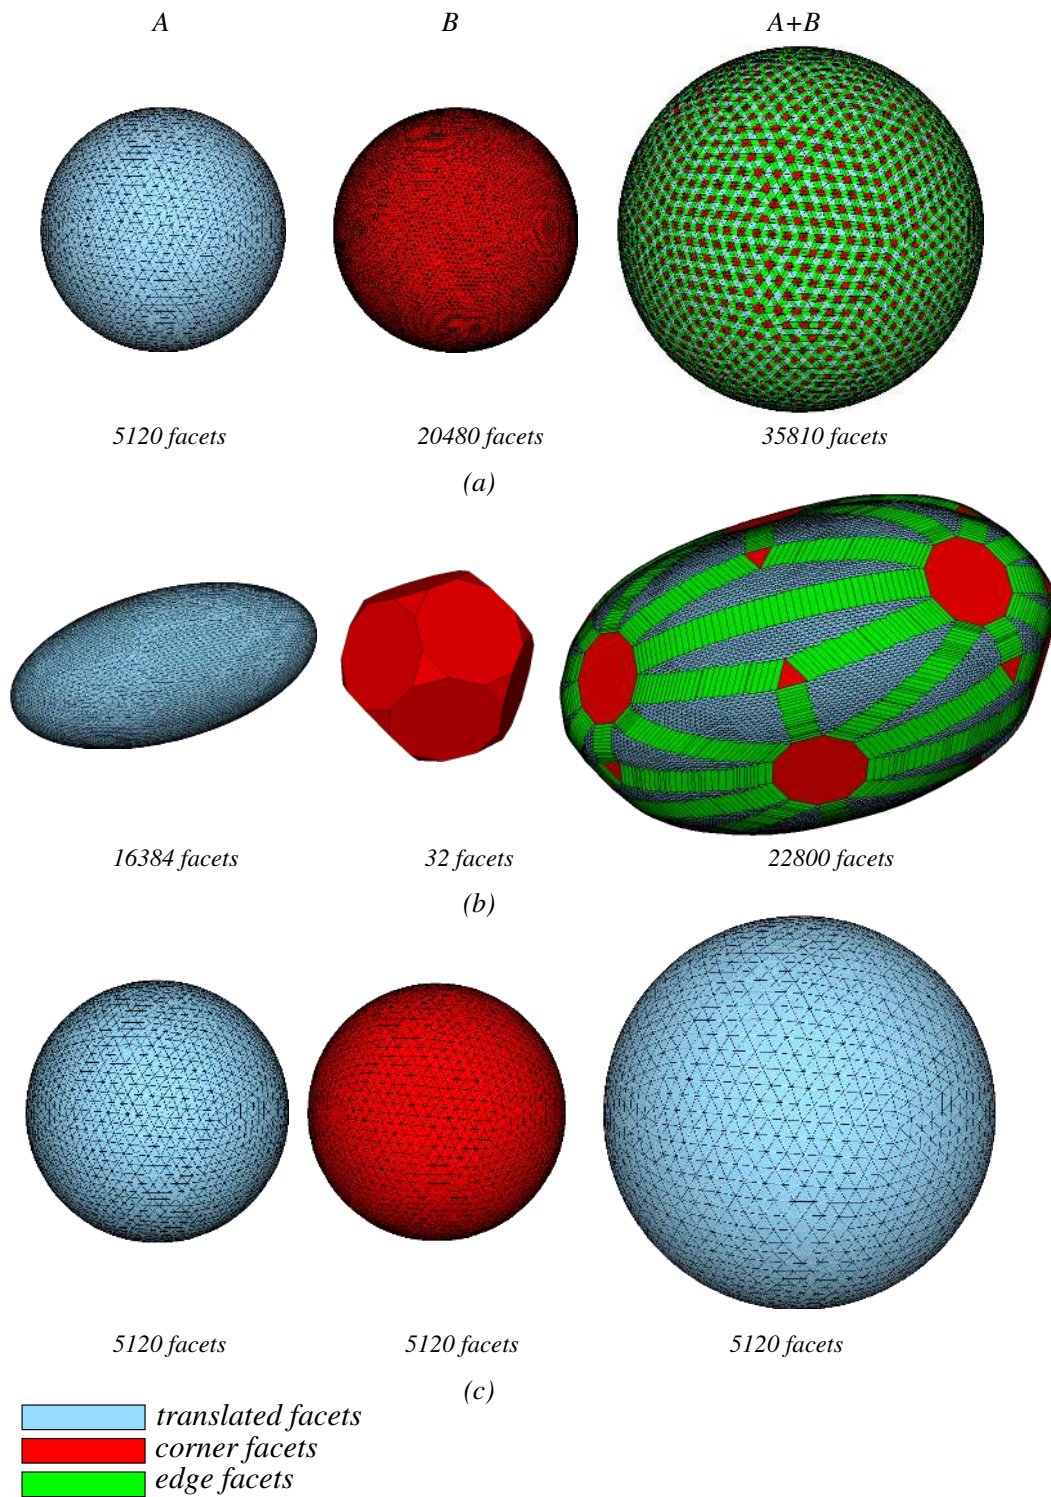 A B A+B
5120 facets 20480 facets 35810 facets
(a)
16384 facets 32 facets 22800 facets
(b)
5120 facets 5120 facets 5120 facets
(c)
translated facets
corner facets
edge facets